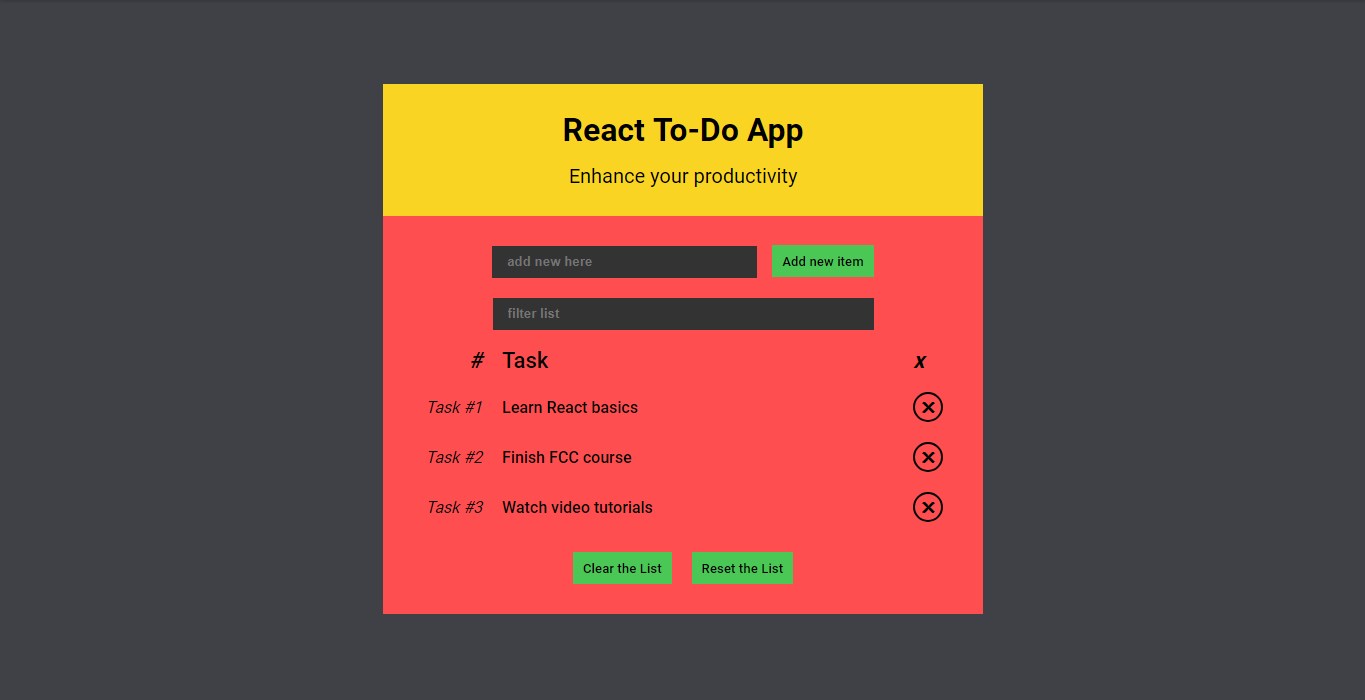 React To-Do App
Enhance your productivity
add new here Add new item
filter list
# Task x
Task #1 Learn React basics
Task #2 Finish FCC course
Task #3 Watch video tutorials
Clear the List Reset the List